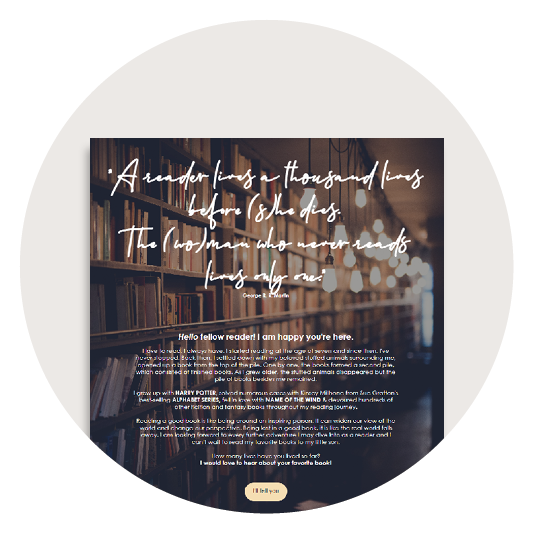 "A reader lives a thousand lives
before (s)he dies.
The (wo)man who never reads
lives only one."
George R. R. Martin
Hello fellow reader! I am happy you're here.
I love to read. I always have. I started reading at the age of seven and since then, I've
never stopped. Back then, I settled down with my beloved stuffed animals surrounding me,
opened up a book from the top of the pile. One by one, the books formed a second pile,
which consisted of finished books. As I grew older, the stuffed animals disappeared but the
pile of books besides me remained.
I grew up with HARRY POTTER, solved numerous cases with Kinsey Millhone from Sue Grafton's
bestselling ALPHABET SERIES, fell in love with NAME OF THE WIND & devoured hundreds of
other fiction and fantasy books throughout my reading journey.
Reading a good book is like being around an inspiring person. It can widen our view of the
world and change our perspective. Being lost in a good book, it is like the real world falls
away. I am looking forward to every further adventure I may dive into as a reader and I
can't wait to read my favorite books to my little son.
How many lives have you lived so far?
I would love to hear about your favorite book!
I'll tell you